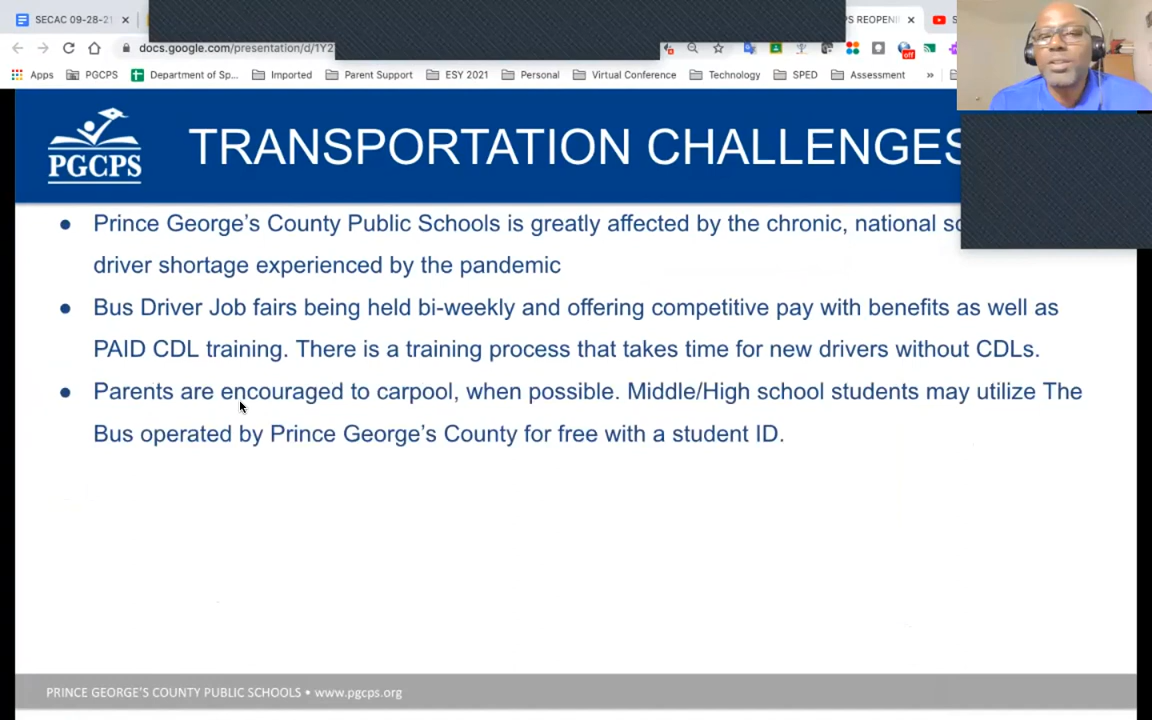 SECAC 09-28-21
PS REOPENI
docs.google.com/presentation/d/1Y2
off
Apps
PGCPS
Department of Sp...
Imported
Parent Support
ESY 2021
Personal
Virtual Conference
Technology
SPED
Assessment
»
PGCPS
TRANSPORTATION CHALLENGES
● Prince George's County Public Schools is greatly affected by the chronic, national
driver shortage experienced by the pandemic
● Bus Driver Job fairs being held bi-weekly and offering competitive pay with benefits as well as
PAID CDL training. There is a training process that takes time for new drivers without CDLs.
● Parents are encouraged to carpool, when possible. Middle/High school students may utilize The
Bus operated by Prince George's County for free with a student ID.
PRINCE GEORGE'S COUNTY PUBLIC SCHOOLS • www.pgcps.org